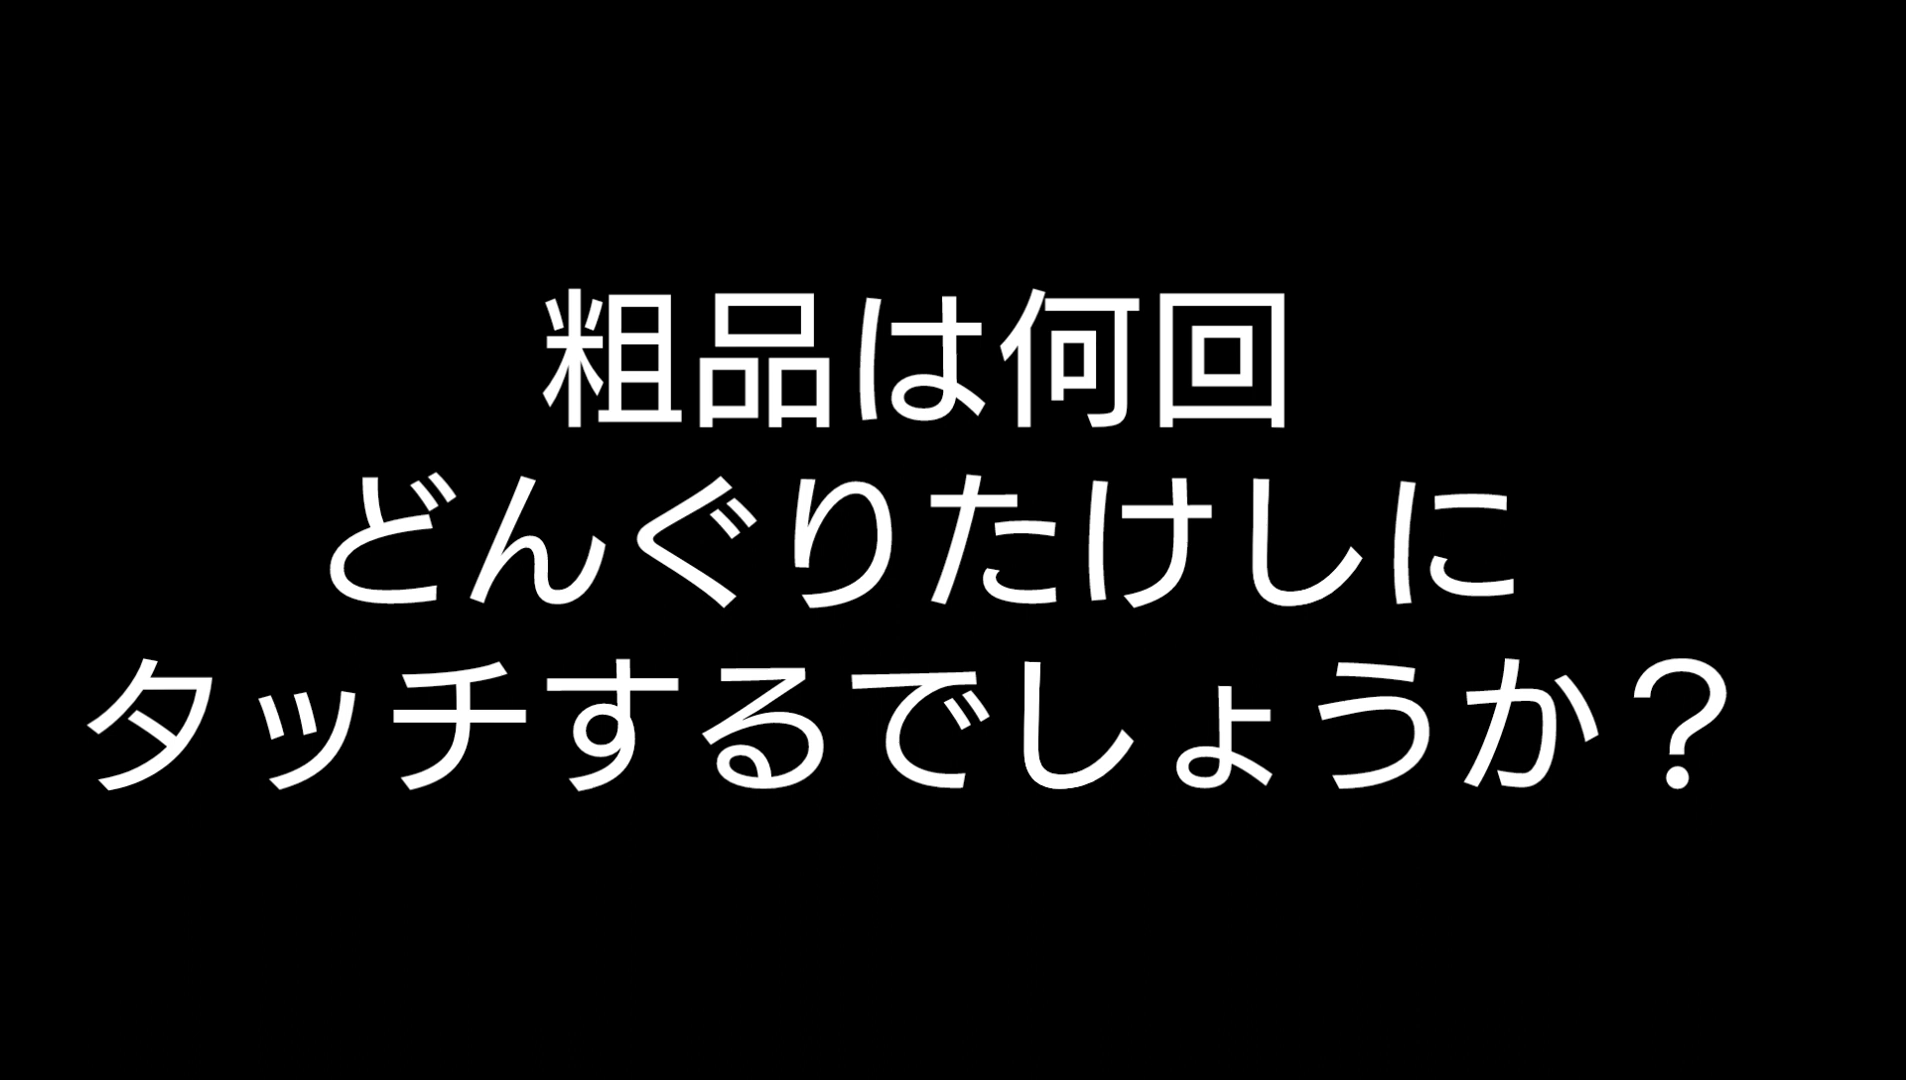 粗品は何回
どんぐりたけしに
タッチするでしょうか？